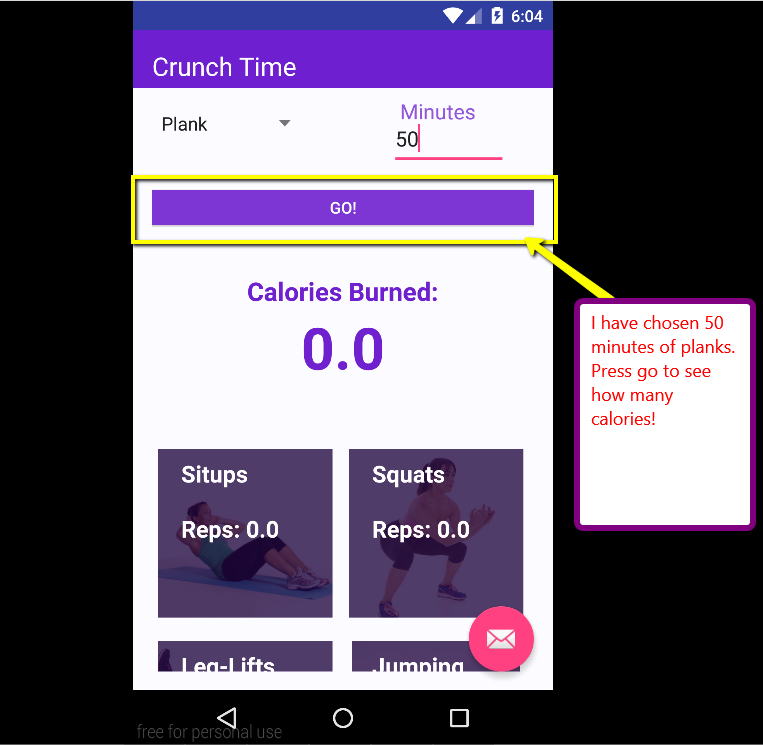 6:04
Crunch Time
Minutes
Plank
50
GO!
Calories Burned:
0.0
I have chosen 50
minutes of planks.
Press go to see
how many
calories!
Situps
Squats
Reps: 0.0
Reps: 0.0
Leg-Lifts
Jumping
free for personal use